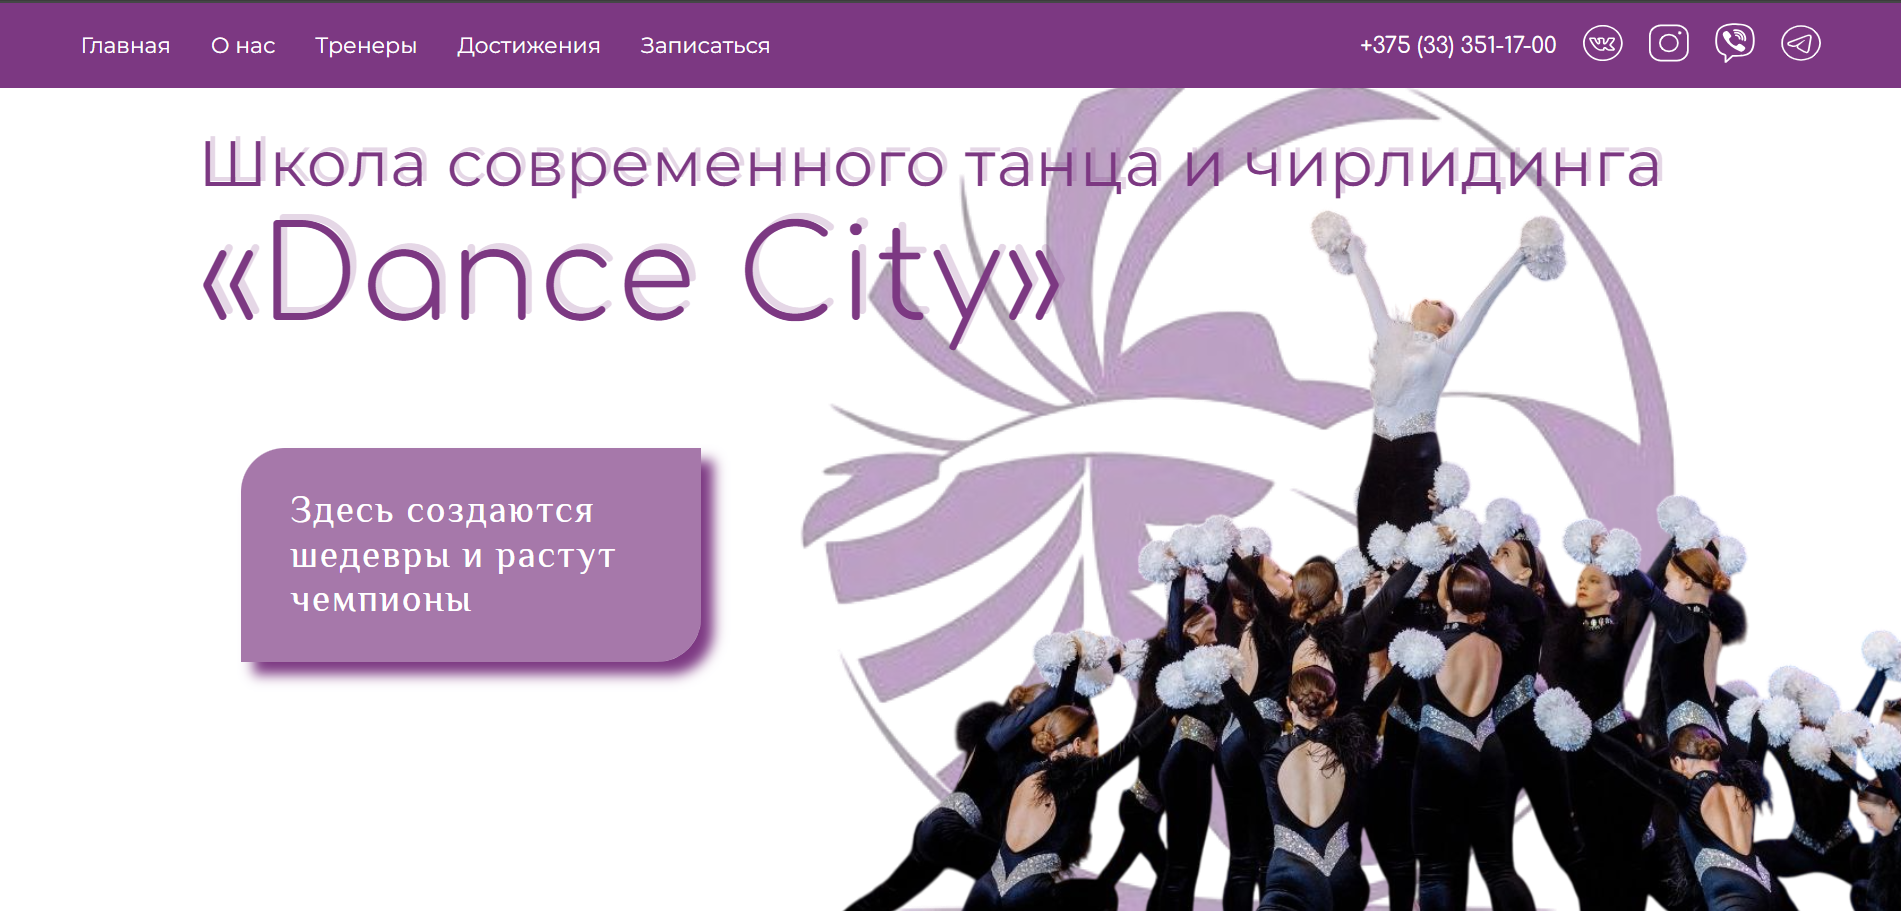 Главная О нас Тренеры Достижения Записаться +375 (33) 351-17-00
Школа современного танца и чирлидинга
«Dance City»
Здесь создаются
шедевры и растут
чемпионы